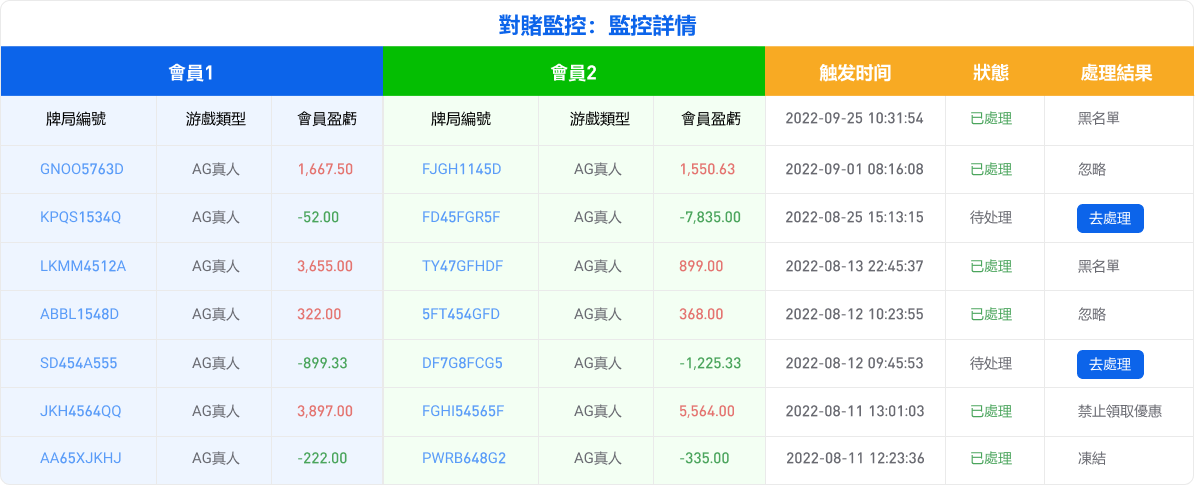 對賭監控：監控詳情
會員1 會員2 触发时间 狀態 處理結果
牌局編號 游戲類型 會員盈虧 牌局編號 游戲類型 會員盈虧 2022-09-25 10:31:54 已處理 黑名單
GNOO5763D AG真人 1,667.50 FJGH1145D AG真人 1,550.63 2022-09-01 08:16:08 已處理 忽略
KPQS1534Q AG真人 -52.00 FD45FGR5F AG真人 -7,835.00 2022-08-25 15:13:15 待处理 去處理
LKMM4512A AG真人 3,655.00 TY47GFHDF AG真人 899.00 2022-08-13 22:45:37 已處理 黑名單
ABBL1548D AG真人 322.00 5FT454GFD AG真人 368.00 2022-08-12 10:23:55 已處理 忽略
SD454A555 AG真人 -899.33 DF7G8FCG5 AG真人 -1,225.33 2022-08-12 09:45:53 待处理 去處理
JKH4564QQ AG真人 3,897.00 FGHI54565F AG真人 5,564.00 2022-08-11 13:01:03 已處理 禁止領取優惠
AA65XJKHJ AG真人 -222.00 PWRB648G2 AG真人 -335.00 2022-08-11 12:23:36 已處理 凍結